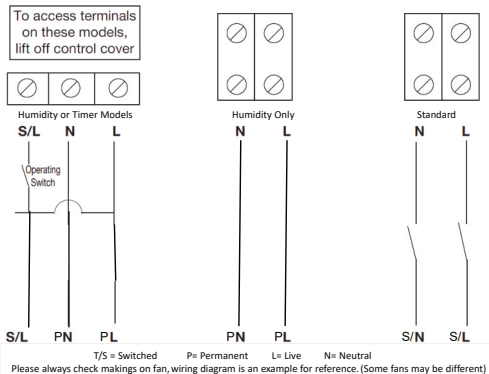 To access terminals
on these models,
lift off control cover
Humidity or Timer Models
Humidity Only
Standard
S/L N L
N L
N L
Operating
Switch
S/L PN PL
PN PL
S/N S/L
T/S = Switched P= Permanent L= Live N= Neutral
Please always check makings on fan, wiring diagram is an example for reference. (Some fans may be different)